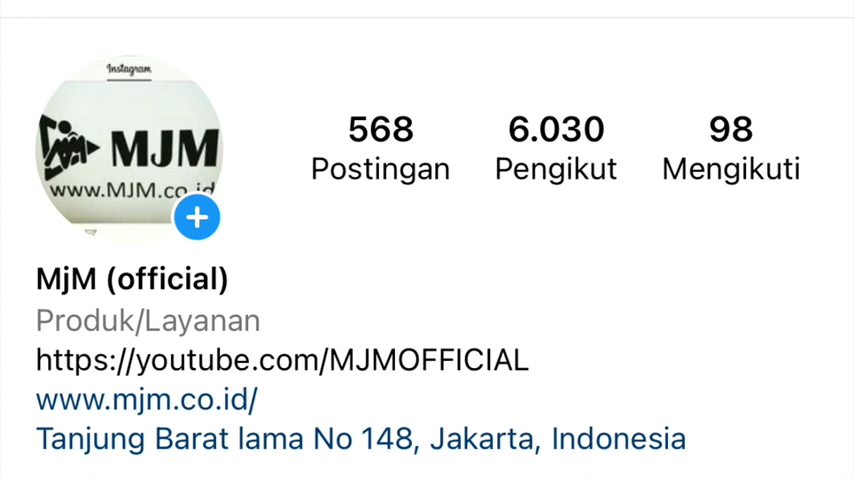 Instagram
MJM
www.MJM.co.id
568 6.030 98
Postingan Pengikut Mengikuti
MjM (official)
Produk/Layanan
https://youtube.com/MJMOFFICIAL
www.mjm.co.id/
Tanjung Barat lama No 148, Jakarta, Indonesia